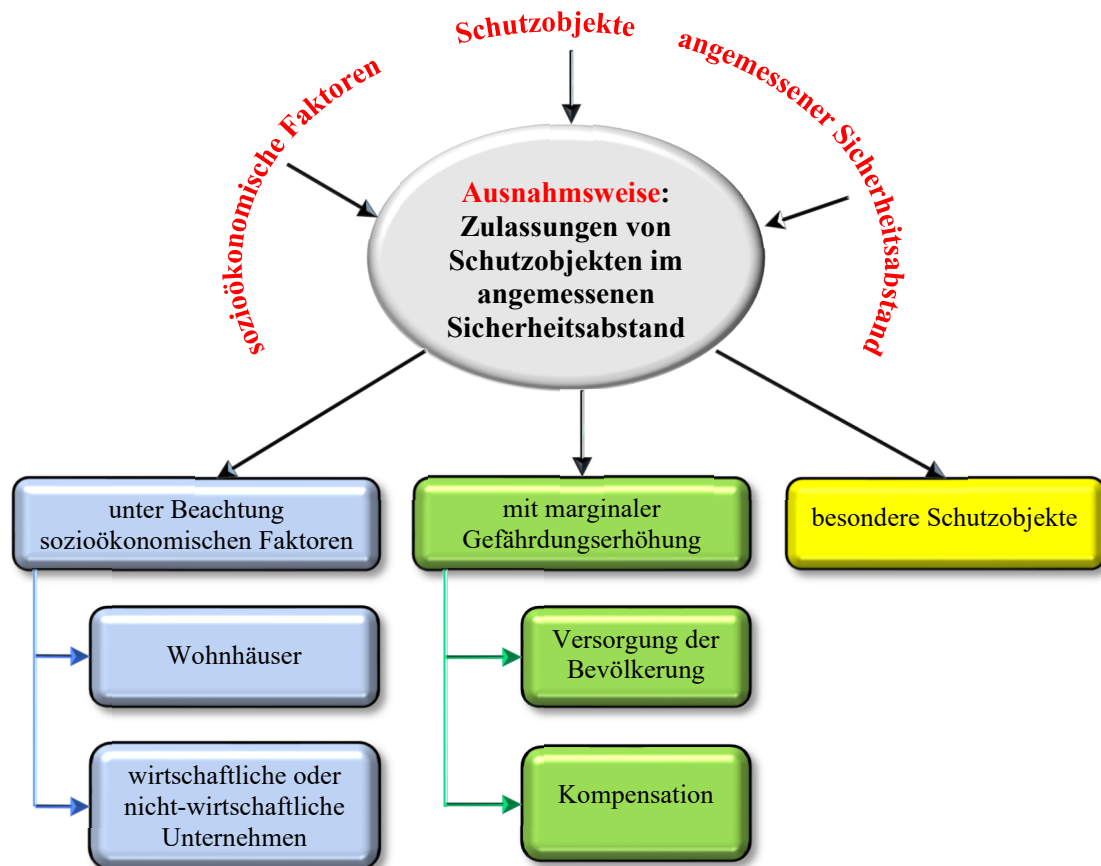 Schutzobjekte
sozioökonomische Faktoren
angemessener Sicherheitsabstand
Ausnahmsweise:
Zulassungen von
Schutzobjekten im
angemessenen
Sicherheitsabstand
unter Beachtung
sozioökonomischen Faktoren
mit marginaler
Gefährdungserhöhung
besondere Schutzobjekte
Wohnhäuser
Versorgung der
Bevölkerung
wirtschaftliche oder
nicht-wirtschaftliche
Unternehmen
Kompensation